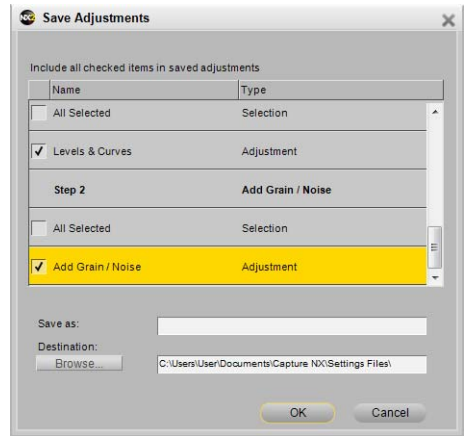 NX2 Save Adjustments
Include all checked items in saved adjustments
Name Type
All Selected Selection
Levels & Curves Adjustment
Step 2 Add Grain / Noise
All Selected Selection
Add Grain / Noise Adjustment
Save as:
Destination:
Browse... C:\Users\User\Documents\Capture NX\Settings Files\
OK Cancel